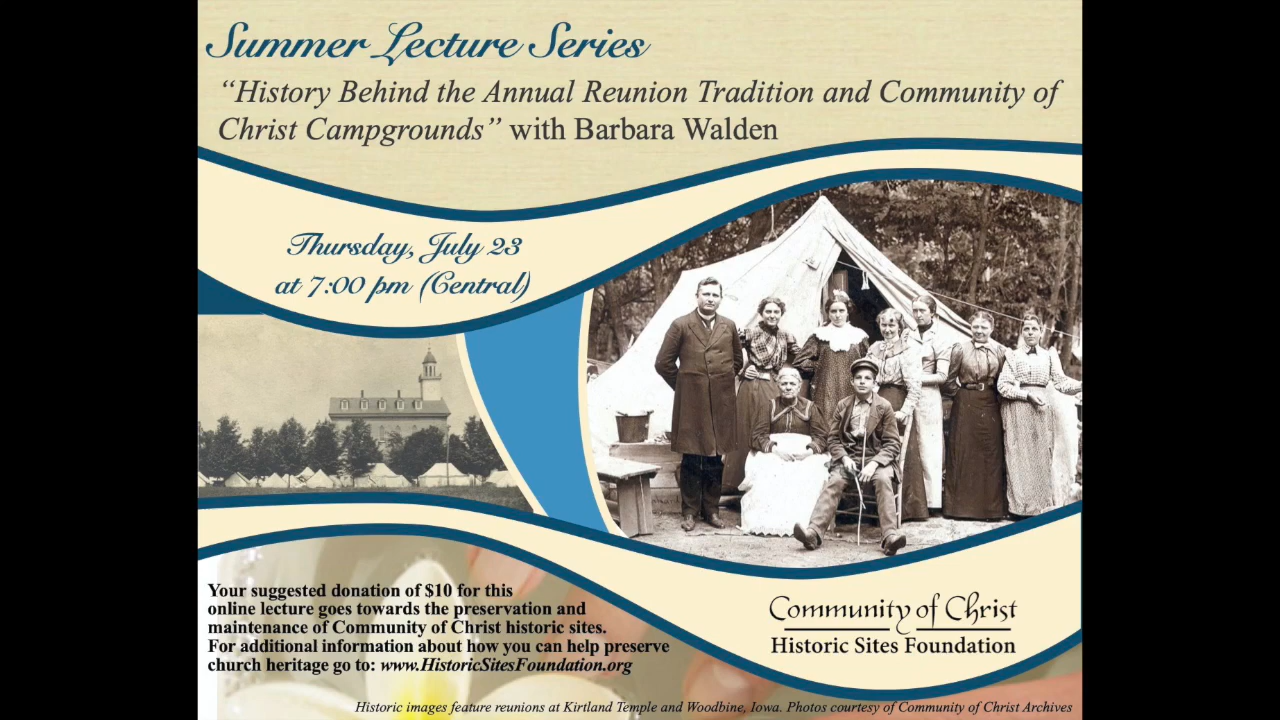 Summer Lecture Series
“History Behind the Annual Reunion Tradition and Community of
Christ Campgrounds” with Barbara Walden
Thursday, July 23
at 7:00 pm (Central)
Your suggested donation of $10 for this
online lecture goes towards the preservation and
maintenance of Community of Christ historic sites.
For additional information about how you can help preserve
church heritage go to: www.HistoricSitesFoundation.org
Community of Christ
Historic Sites Foundation
Historic images feature reunions at Kirtland Temple and Woodbine, Iowa. Photos courtesy of Community of Christ Archives